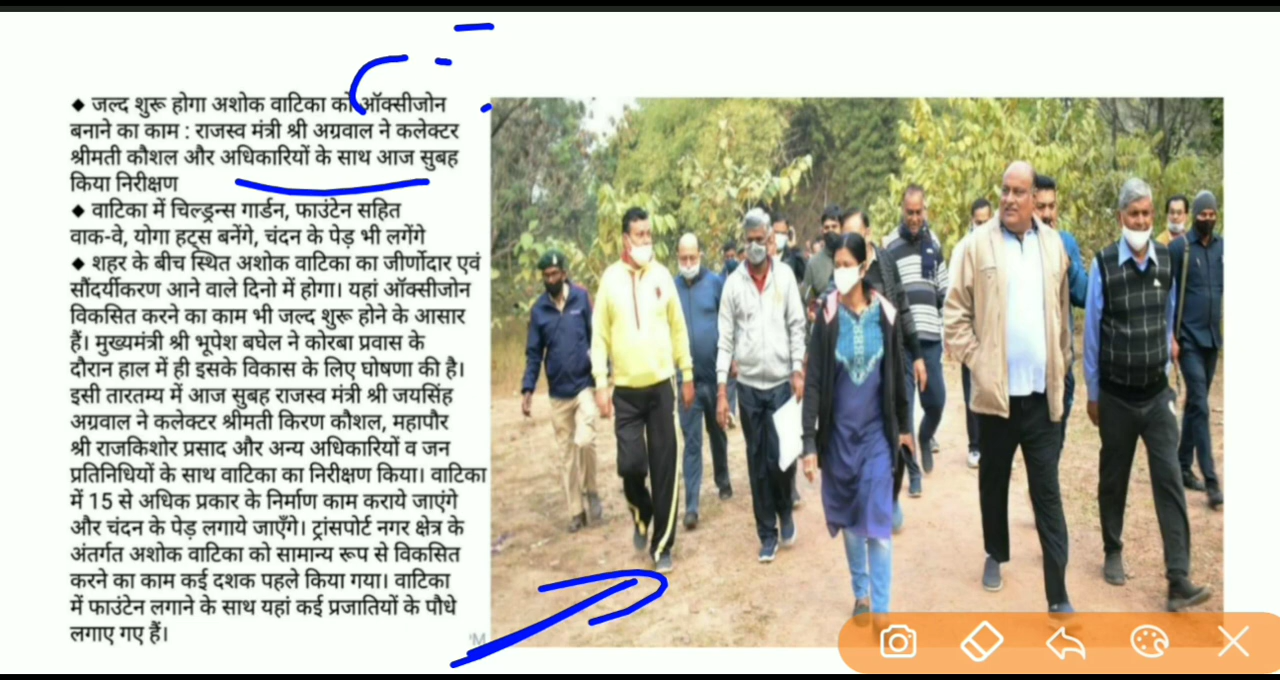 ◆ जल्द शुरू होगा अशोक वाटिका को ऑक्सीजोन
बनाने का काम : राजस्व मंत्री श्री अग्रवाल ने कलेक्टर
श्रीमती कौशल और अधिकारियों के साथ आज सुबह
किया निरीक्षण
◆ वाटिका में चिल्ड्रन्स गार्डन, फाउंटेन सहित
वाक-वे, योगा हट्स बनेंगे, चंदन के पेड़ भी लगेंगे
◆ शहर के बीच स्थित अशोक वाटिका का जीर्णोदार एवं
सौंदर्यीकरण आने वाले दिनो में होगा। यहां ऑक्सीजोन
विकसित करने का काम भी जल्द शुरू होने के आसार
हैं। मुख्यमंत्री श्री भूपेश बघेल ने कोरबा प्रवास के
दौरान हाल में ही इसके विकास के लिए घोषणा की है।
इसी तारतम्य में आज सुबह राजस्व मंत्री श्री जयसिंह
अग्रवाल ने कलेक्टर श्रीमती किरण कौशल, महापौर
श्री राजकिशोर प्रसाद और अन्य अधिकारियों व जन
प्रतिनिधियों के साथ वाटिका का निरीक्षण किया। वाटिका
में 15 से अधिक प्रकार के निर्माण काम कराये जाएंगे
और चंदन के पेड़ लगाये जाएँगे। ट्रांसपोर्ट नगर क्षेत्र के
अंतर्गत अशोक वाटिका को सामान्य रूप से विकसित
करने का काम कई दशक पहले किया गया। वाटिका
में फाउंटेन लगाने के साथ यहां कई प्रजातियों के पौधे
लगाए गए हैं।